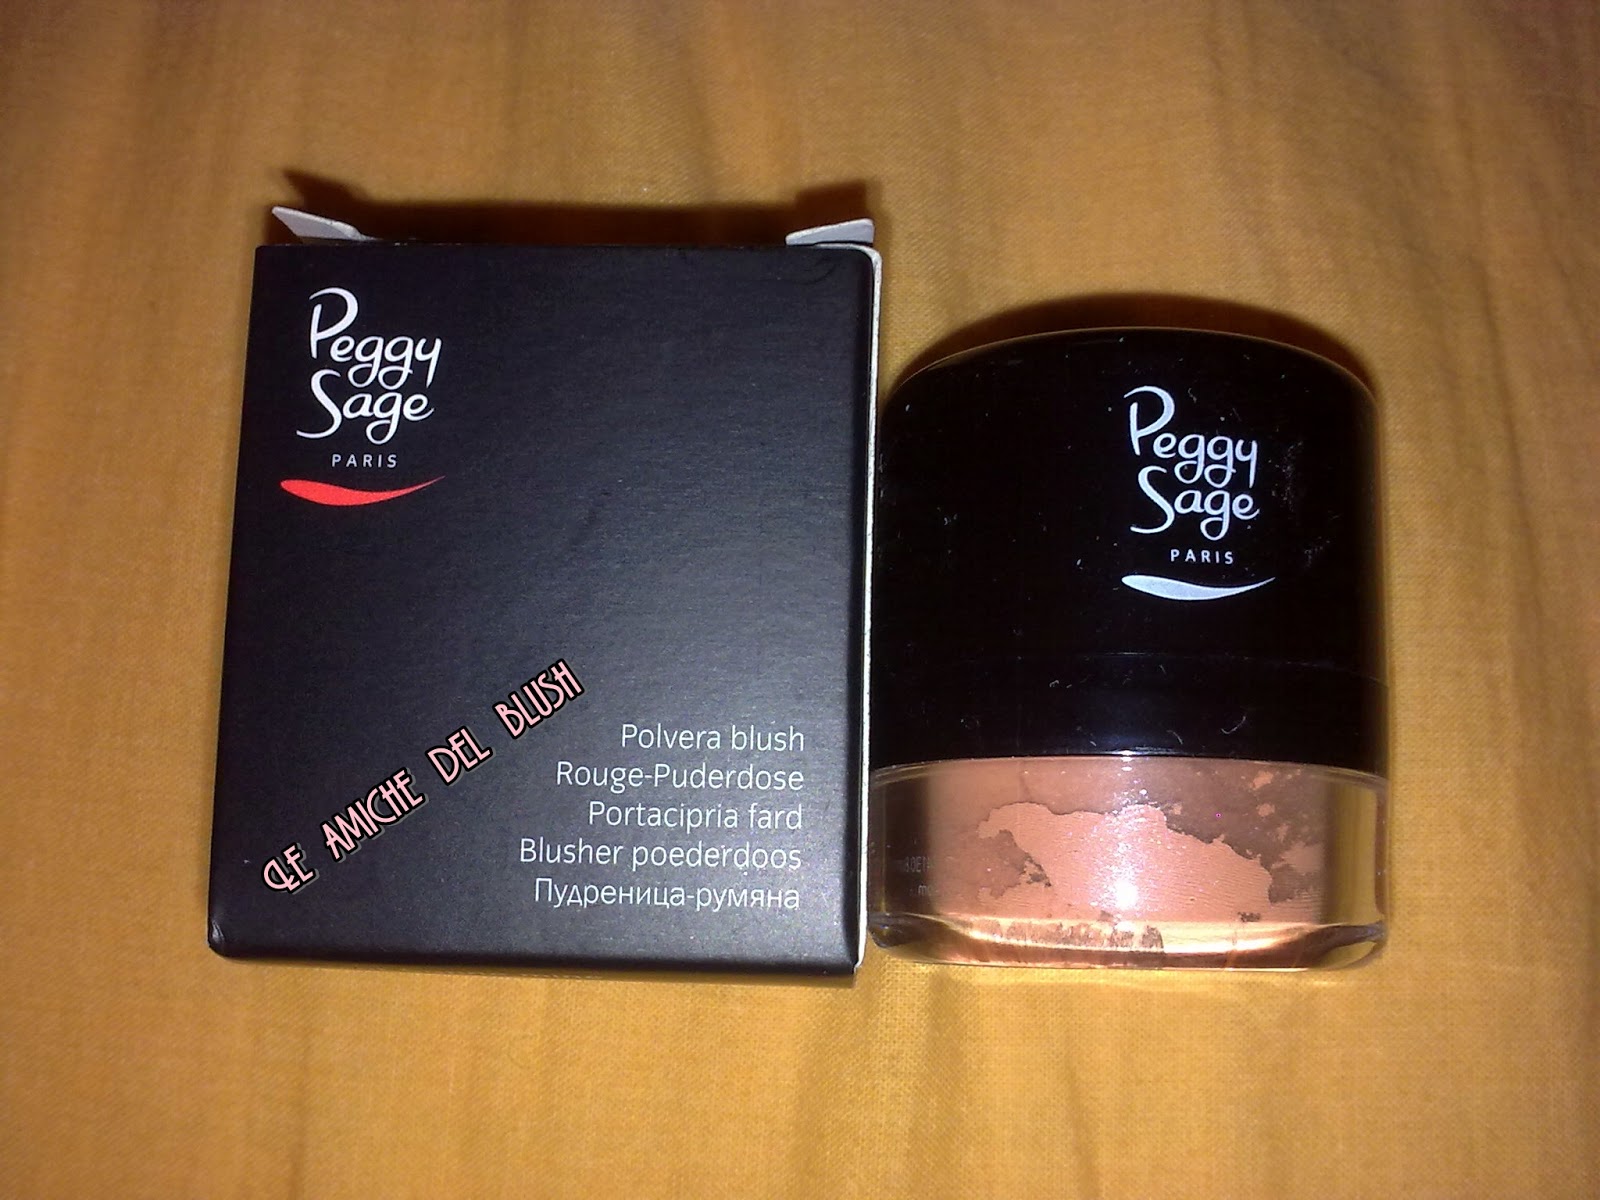 Peggy
Sage
PARIS
Polvera blush
Rouge-Puderdose
Portacipria fard
Blusher poederdoos
Пудреница-румяна
LE AMICHE DEL BLUSH
Peggy
Sage
PARIS